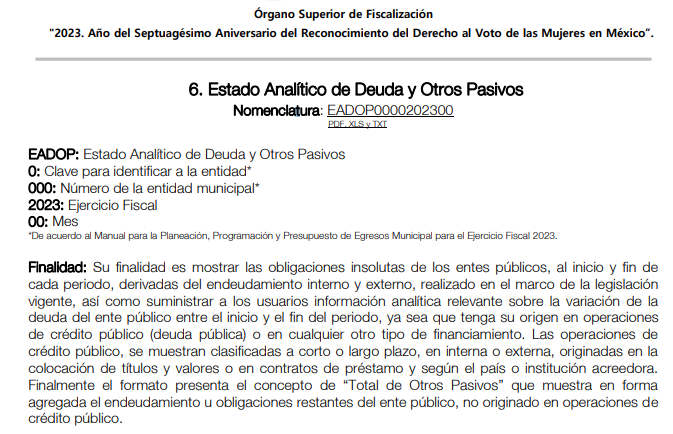 Órgano Superior de Fiscalización
"2023. Año del Septuagésimo Aniversario del Reconocimiento del Derecho al Voto de las Mujeres en México".
6. Estado Analítico de Deuda y Otros Pasivos
Nomenclatura: EADOP0000202300
PDF, XLS y TXT
EADOP: Estado Analítico de Deuda y Otros Pasivos
0: Clave para identificar a la entidad*
000: Número de la entidad municipal*
2023: Ejercicio Fiscal
00: Mes
*De acuerdo al Manual para la Planeación, Programación y Presupuesto de Egresos Municipal para el Ejercicio Fiscal 2023.
Finalidad: Su finalidad es mostrar las obligaciones insolutas de los entes públicos, al inicio y fin de
cada periodo, derivadas del endeudamiento interno y externo, realizado en el marco de la legislación
vigente, así como suministrar a los usuarios información analítica relevante sobre la variación de la
deuda del ente público entre el inicio y el fin del periodo, ya sea que tenga su origen en operaciones
de crédito público (deuda pública) o en cualquier otro tipo de financiamiento. Las operaciones de
crédito público, se muestran clasificadas a corto o largo plazo, en interna o externa, originadas en la
colocación de títulos y valores o en contratos de préstamo y según el país o institución acreedora.
Finalmente el formato presenta el concepto de “Total de Otros Pasivos” que muestra en forma
agregada el endeudamiento u obligaciones restantes del ente público, no originado en operaciones de
crédito público.